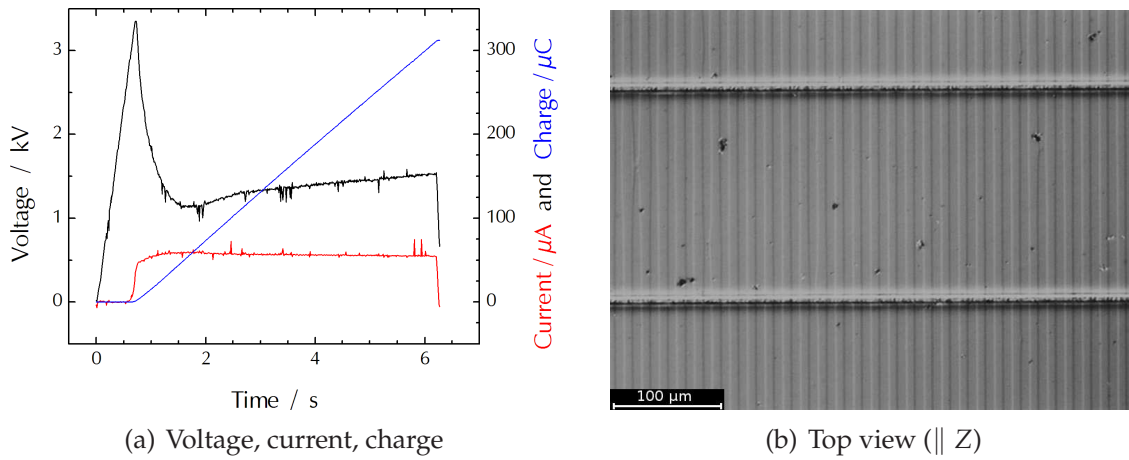 Voltage / kV
3
2
1
0
300
200
100
0
Current/μA and Charge/μC
0 2 4 6
Time / s
100 μm
(a) Voltage, current, charge
(b) Top view (∥ Z)